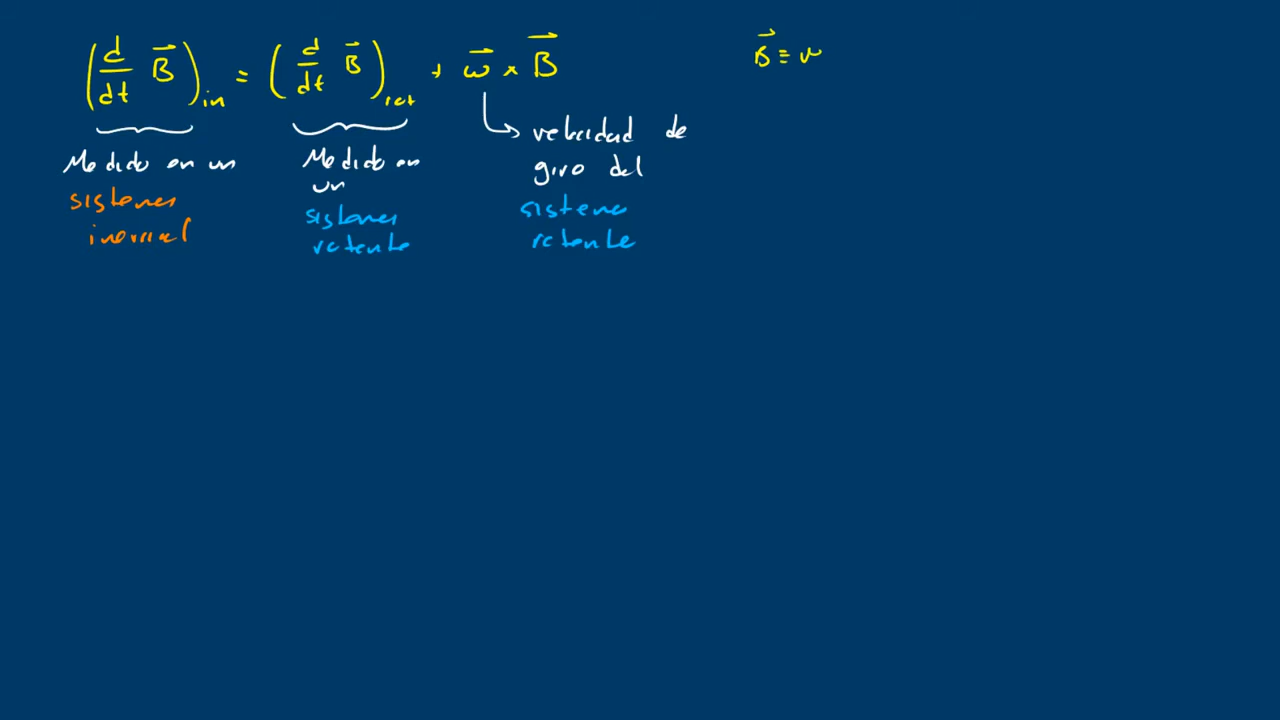 (d/dt B⃗)in = (d/dt B⃗)rot + ω⃗ × B⃗
B⃗ ≡ v
Medido en un
sistema
inercial
Medido en
un
sistema
rotante
velocidad de
giro del
sistema
rotante